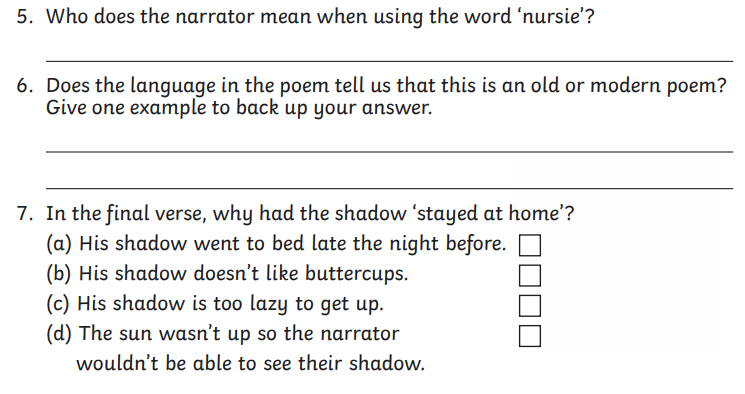 5. Who does the narrator mean when using the word ‘nursie’?
6. Does the language in the poem tell us that this is an old or modern poem?
Give one example to back up your answer.
7. In the final verse, why had the shadow ‘stayed at home’?
(a) His shadow went to bed late the night before.
(b) His shadow doesn’t like buttercups.
(c) His shadow is too lazy to get up.
(d) The sun wasn’t up so the narrator
wouldn’t be able to see their shadow.